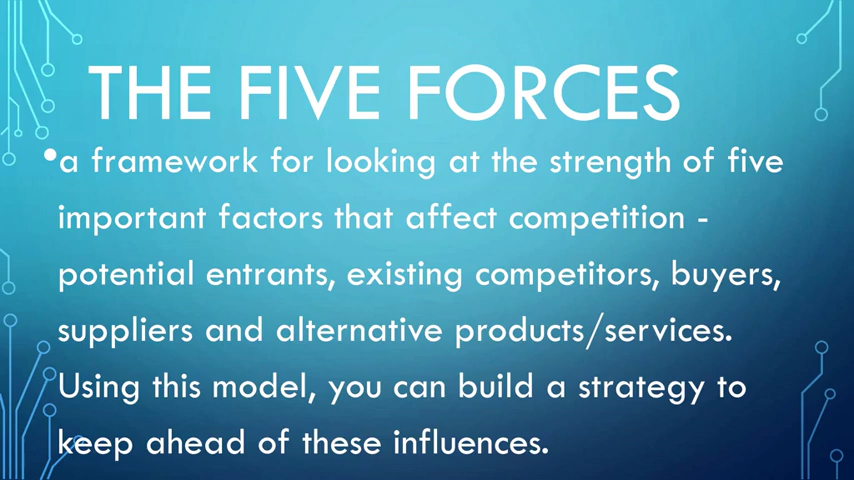 THE FIVE FORCES
•a framework for looking at the strength of five
important factors that affect competition -
potential entrants, existing competitors, buyers,
suppliers and alternative products/services.
Using this model, you can build a strategy to
keep ahead of these influences.